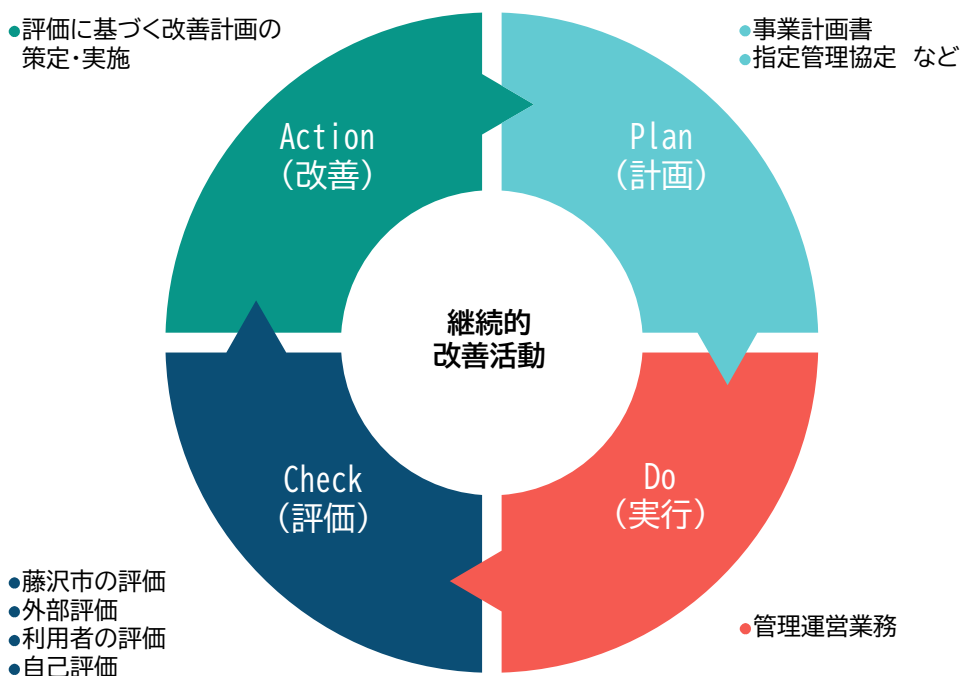 ●評価に基づく改善計画の
策定・実施
●事業計画書
●指定管理協定　など
Action
（改善）
Plan
（計画）
継続的
改善活動
Check
（評価）
Do
（実行）
●藤沢市の評価
●外部評価
●利用者の評価
●自己評価
●管理運営業務